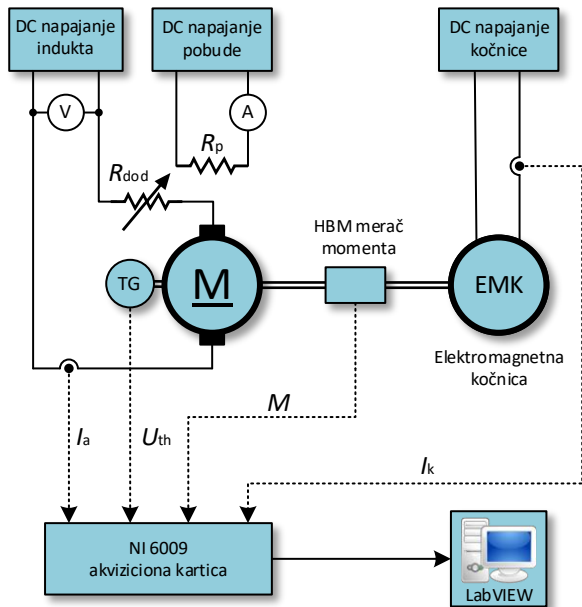 DC napajanje
indukta
DC napajanje
pobude
DC napajanje
kočnice
V
A
Rp
Rdod
HBM merač
momenta
TG
M
EMK
Elektromagnetna
kočnica
Ia
Uth
M
Ik
NI 6009
akviziciona kartica
LabVIEW